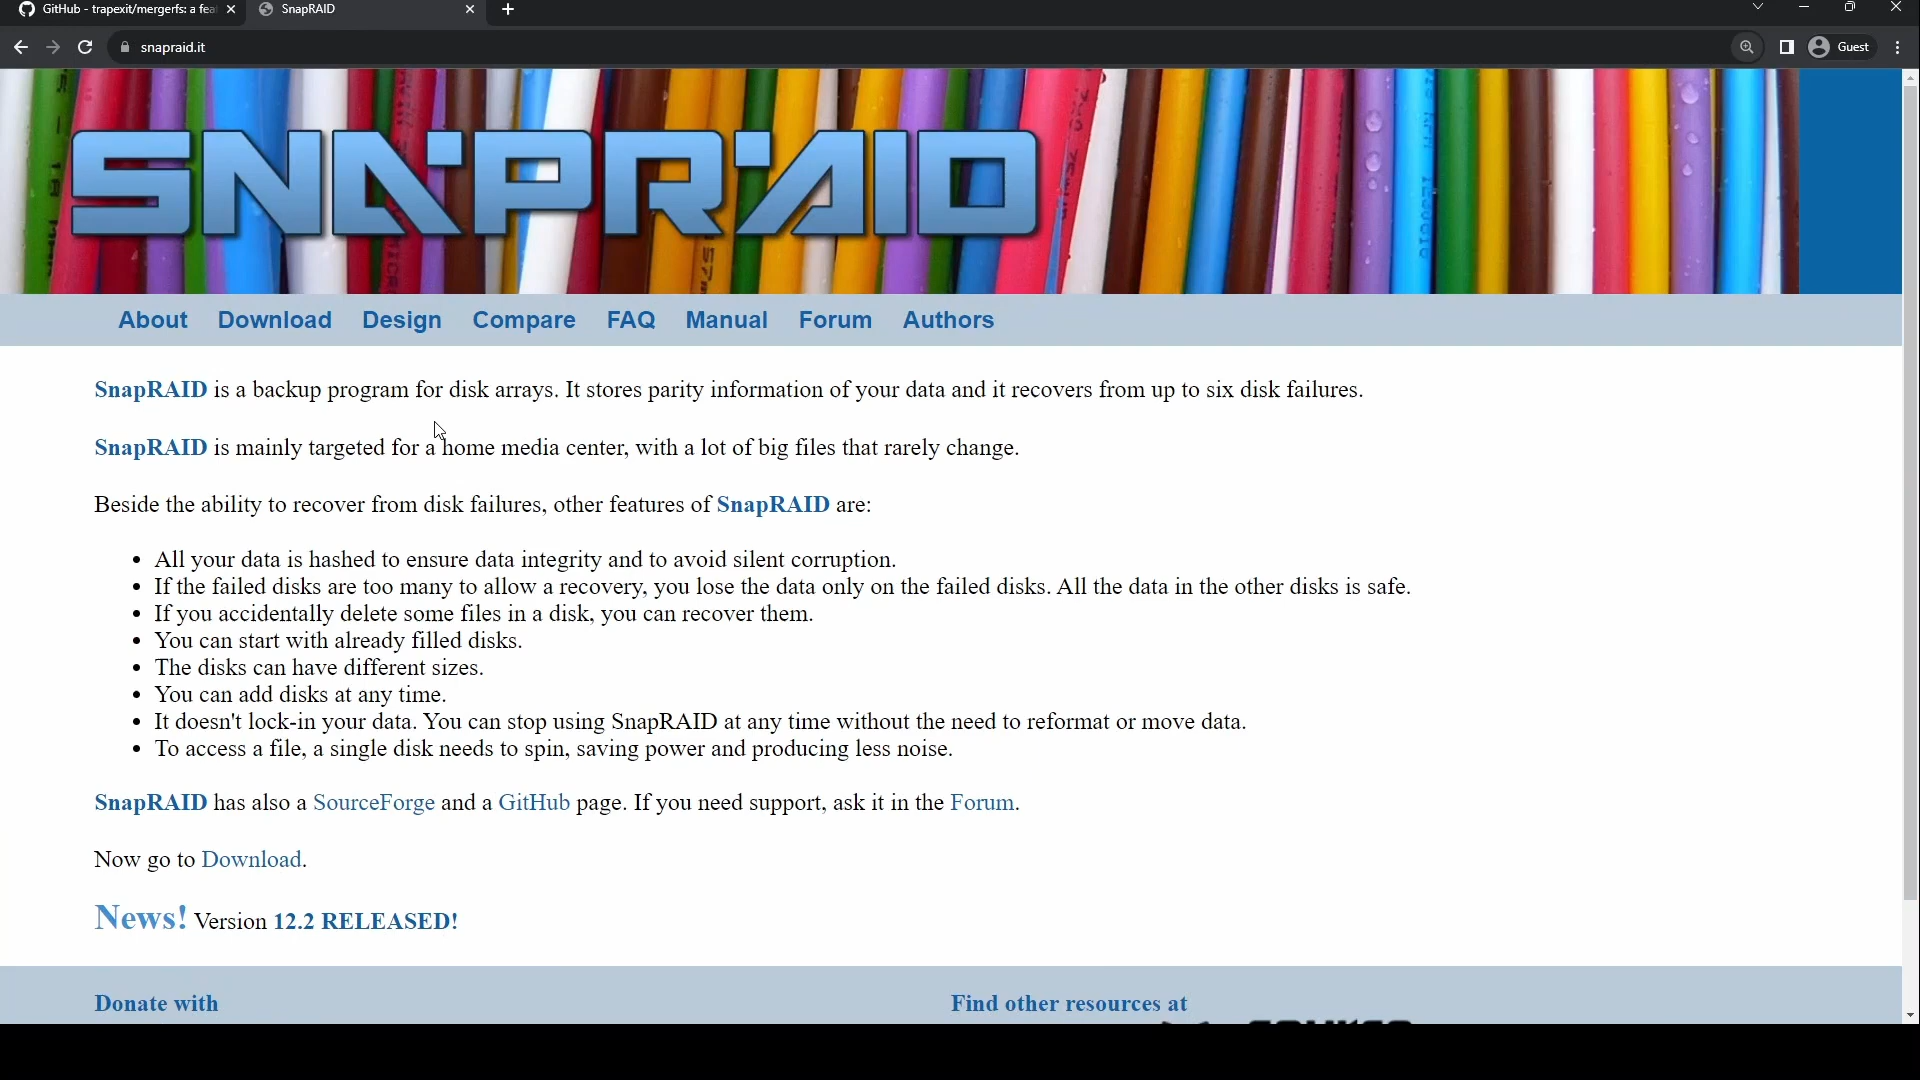 GitHub - trapexit/mergerfs: a fea
SnapRAID
snapraid.it
Guest
SNAPRAID
About Download Design Compare FAQ Manual Forum Authors
SnapRAID is a backup program for disk arrays. It stores parity information of your data and it recovers from up to six disk failures.
SnapRAID is mainly targeted for a home media center, with a lot of big files that rarely change.
Beside the ability to recover from disk failures, other features of SnapRAID are:
• All your data is hashed to ensure data integrity and to avoid silent corruption.
• If the failed disks are too many to allow a recovery, you lose the data only on the failed disks. All the data in the other disks is safe.
• If you accidentally delete some files in a disk, you can recover them.
• You can start with already filled disks.
• The disks can have different sizes.
• You can add disks at any time.
• It doesn't lock-in your data. You can stop using SnapRAID at any time without the need to reformat or move data.
• To access a file, a single disk needs to spin, saving power and producing less noise.
SnapRAID has also a SourceForge and a GitHub page. If you need support, ask it in the Forum.
Now go to Download.
News! Version 12.2 RELEASED!
Donate with
Find other resources at